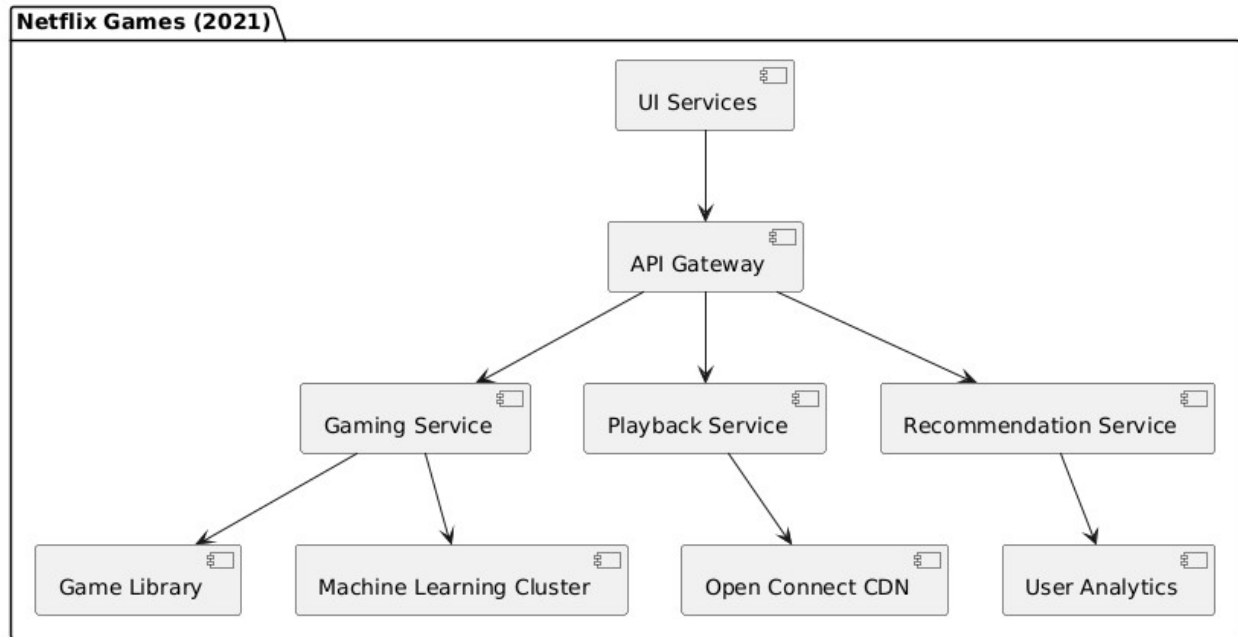 Netflix Games (2021)
UI Services
API Gateway
Gaming Service
Playback Service
Recommendation Service
Game Library
Machine Learning Cluster
Open Connect CDN
User Analytics